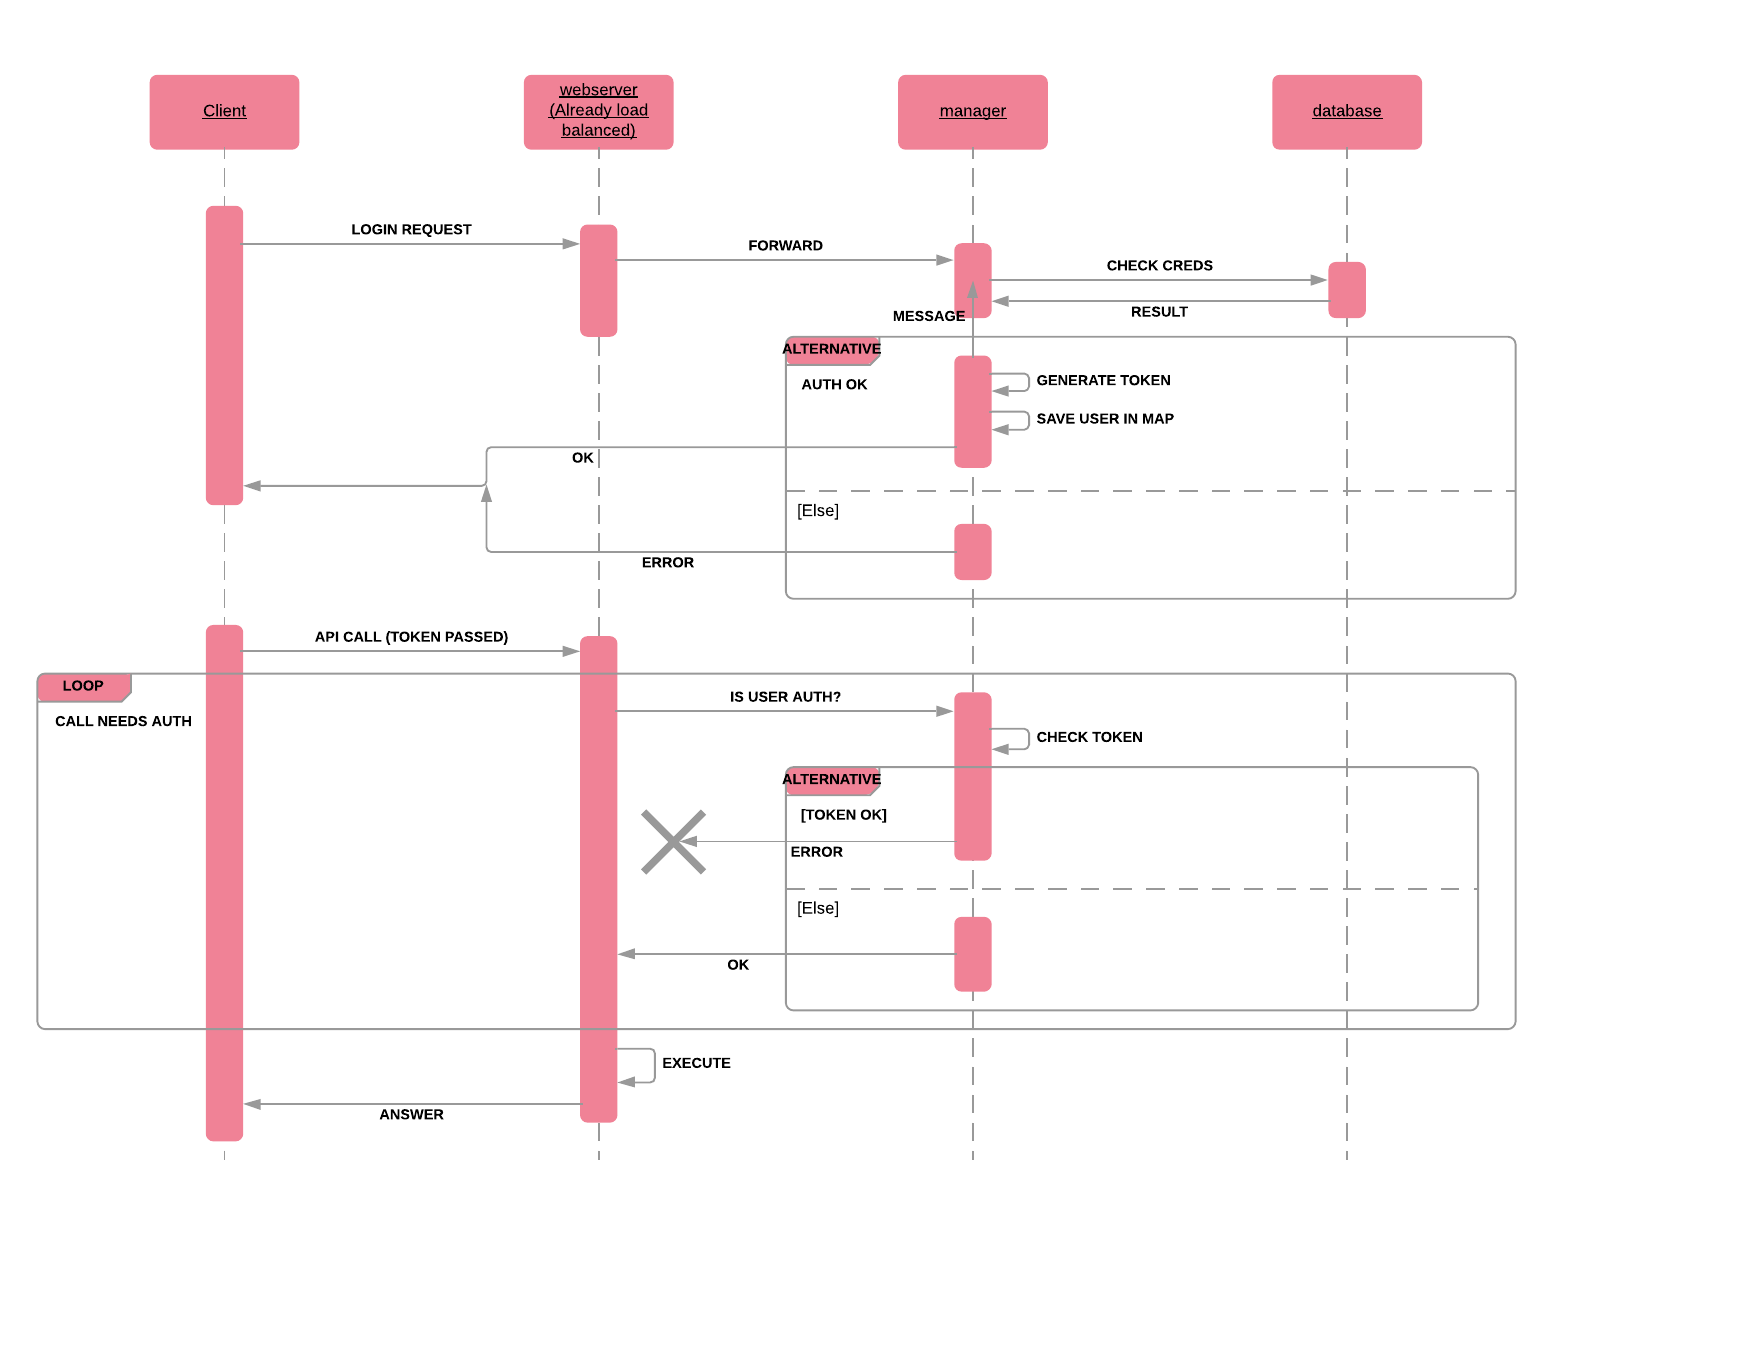 Client
webserver
(Already load
balanced)
manager
database
LOGIN REQUEST
FORWARD
CHECK CREDS
RESULT
MESSAGE
ALTERNATIVE
AUTH OK
GENERATE TOKEN
SAVE USER IN MAP
OK
[Else]
ERROR
API CALL (TOKEN PASSED)
LOOP
CALL NEEDS AUTH
IS USER AUTH?
CHECK TOKEN
ALTERNATIVE
[TOKEN OK]
ERROR
[Else]
OK
EXECUTE
ANSWER